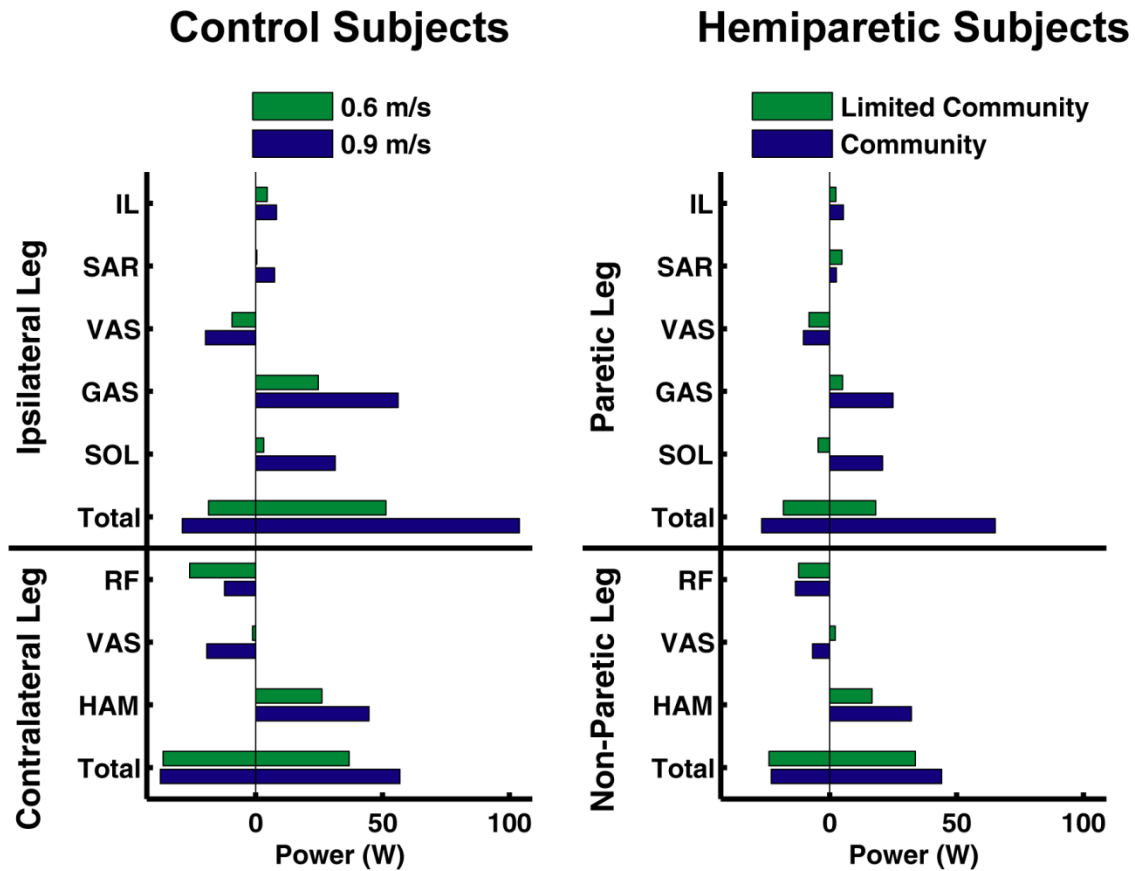 Control Subjects
0.6 m/s
0.9 m/s
Ipsilateral Leg
IL
SAR
VAS
GAS
SOL
Total
Contralateral Leg
RF
VAS
HAM
Total
0 50 100
Power (W)
Hemiparetic Subjects
Limited Community
Community
Paretic Leg
IL
SAR
VAS
GAS
SOL
Total
Non-Paretic Leg
RF
VAS
HAM
Total
0 50 100
Power (W)